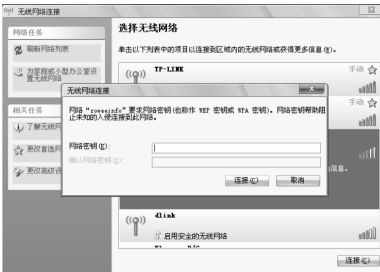 无线网络连接
网络任务
刷新网络列表
为家庭或小型办公室设
置无线网络
相关任务
了解无线网
更改首选网
更改高级设
选择无线网络
单击以下列表中的项目以连接到区域内的无线网络或获得更多信息(W)。
TP-LINK
手动
手动
无线网络连接
网络“roweeinfo”要求网络密钥(也称作 WEP 密钥或 WPA 密钥)。网络密钥帮助阻
止未知的入侵连接到此网络。
网络密钥(K):
确认网络密钥(O):
连接(C)
取消
信息。
dlink
启用安全的无线网络
连接(C)